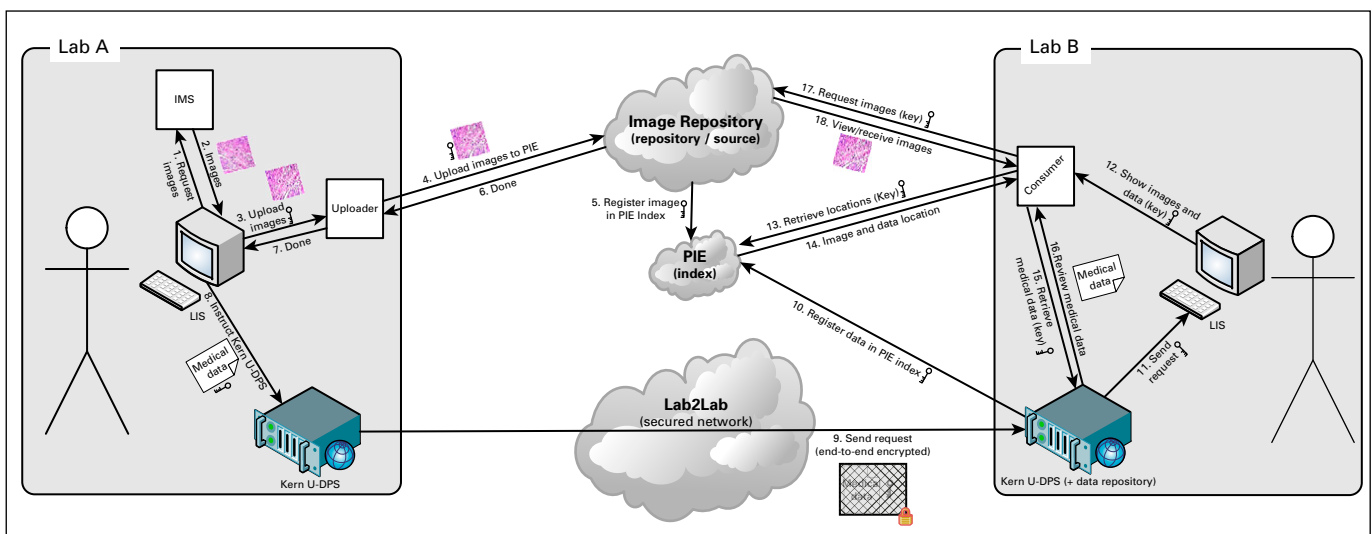 Lab A
IMS
1. Request
images
2. Images
3. Upload
images
7. Done
Uploader
LIS
8. Instruct Kern U-DPS
Medical
data
Kern U-DPS
4. Upload images to PIE
6. Done
Image Repository
(repository / source)
5. Register image
in PIE Index
PIE
(index)
Lab2Lab
(secured network)
9. Send request
(end-to-end encrypted)
Medical
data
10. Register data in PIE index
17. Request images (key)
18. View/receive images
13. Retrieve locations (Key)
14. Image and data location
Lab B
Consumer
12. Show images and
data (key)
16.Review medical data
15. Retrieve
medical data (key)
Medical
data
LIS
11. Send
request
Kern U-DPS (+ data repository)